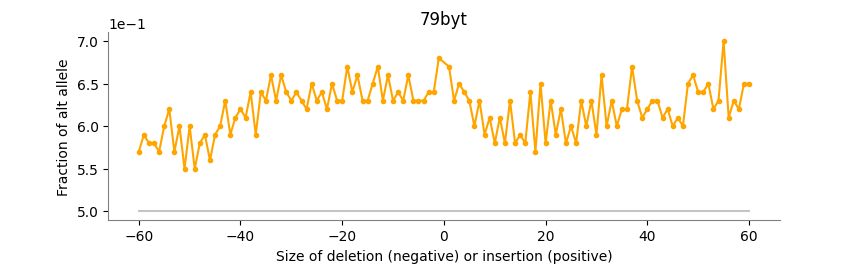 79byt
1e−1
7.0
6.5
6.0
5.5
5.0
Fraction of alt allele
−60 −40 −20 0 20 40 60
Size of deletion (negative) or insertion (positive)